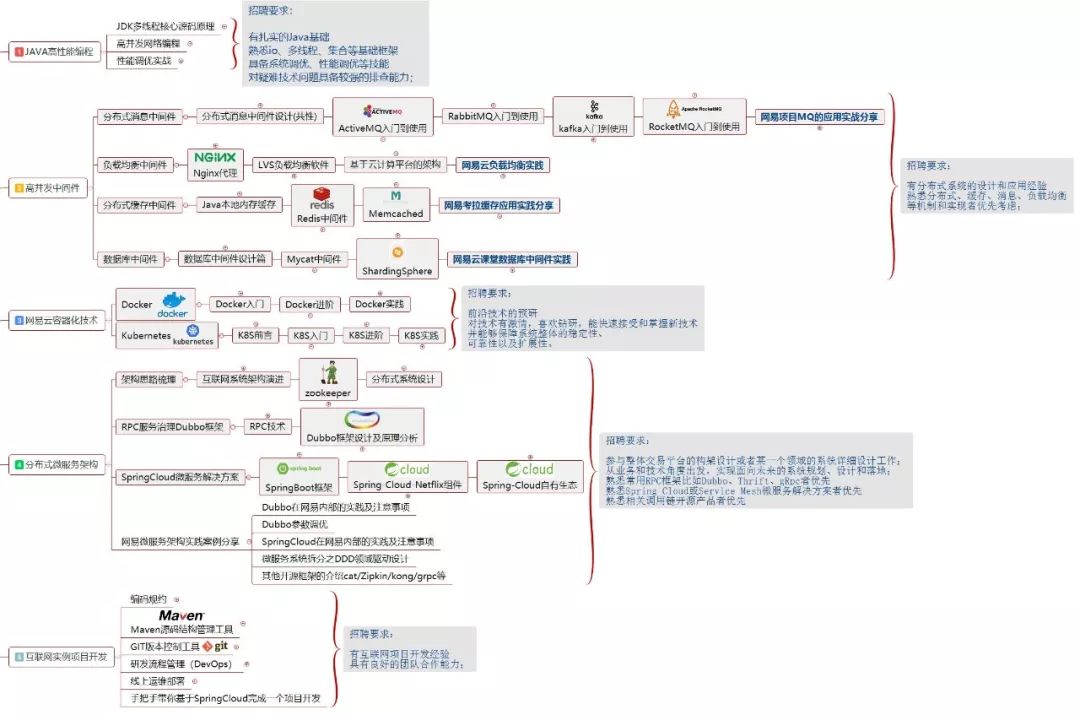 1 JAVA高性能编程
JDK多线程核心源码原理
高并发网络编程
性能调优实战
招聘要求:
有扎实的Java基础
熟悉io、多线程、集合等基础框架
具备系统调优、性能调优等技能
对疑难技术问题具备较强的排查能力;
2 高并发中间件
分布式消息中间件
分布式消息中间件设计(共性)
ACTIVEMQ
ActiveMQ入门到使用
RabbitMQ入门到使用
kafka
kafka入门到使用
Apache RocketMQ
RocketMQ入门到使用
网易项目MQ的应用实战分享
负载均衡中间件
NGINX
Nginx代理
LVS负载均衡软件
基于云计算平台的架构
网易云负载均衡实践
分布式缓存中间件
Java本地内存缓存
redis
Redis中间件
Memcached
网易考拉缓存应用实践分享
数据库中间件
数据库中间件设计篇
Mycat中间件
ShardingSphere
网易云课堂数据库中间件实践
招聘要求:
有分布式系统的设计和应用经验
熟悉分布式、缓存、消息、负载均衡
等机制和实现者优先考虑;
3 网易云容器化技术
Docker
docker
Docker入门
Docker进阶
Docker实践
Kubernetes
kubernetes
K8S前言
K8S入门
K8S进阶
K8S实践
招聘要求:
前沿技术的预研
对技术有激情,喜欢钻研,能快速接受和掌握新技术
并能够保障系统整体的稳定性、
可靠性以及扩展性、
4 分布式微服务架构
架构思路梳理
互联网系统架构演进
zookeeper
分布式系统设计
RPC服务治理Dubbo框架
RPC技术
Dubbo框架设计及原理分析
SpringCloud微服务解决方案
spring boot
SpringBoot框架
cloud
Spring-Cloud-Netflix组件
cloud
Spring-Cloud自有生态
网易微服务架构实践案例分享
Dubbo在网易内部的实践及注意事项
Dubbo参数调优
SpringCloud在网易内部的实践及注意事项
微服务系统拆分之DDD领域驱动设计
其他开源框架的介绍cat/Zipkin/kong/grpc等
招聘要求:
参与整体交易平台的构架设计或者某一个领域的系统详细设计工作;
从业务和技术角度出发,实现面向未来的系统规划、设计和落地;
熟悉常用RPC框架比如Dubbo、Thrift、gRpc者优先
熟悉Spring Cloud或Service Mesh微服务解决方案者优先
熟悉相关调用链开源产品者优先
5 互联网实例项目开发
编码规约
Maven
Maven源码结构管理工具
GIT版本控制工具 git
研发流程管理(DevOps)
线上运维部署
手把手带你基于SpringCloud完成一个项目开发
招聘要求:
有互联网项目开发经验
具有良好的团队合作能力;